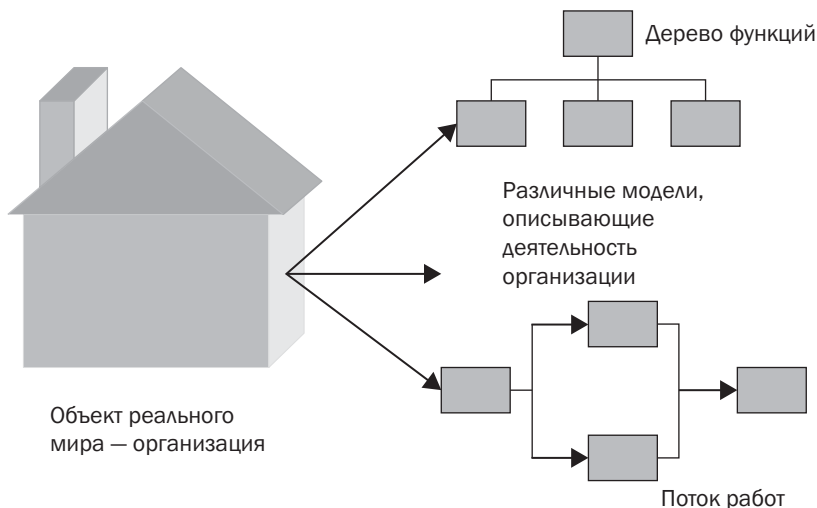 Дерево функций
Различные модели,
описывающие
деятельность
организации
Объект реального
мира — организация
Поток работ